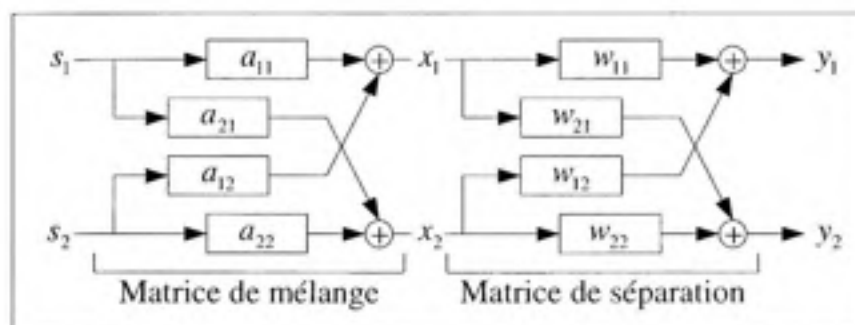 s₁ a₁₁ + x₁ w₁₁ + y₁
a₂₁ w₂₁
a₁₂ w₁₂
s₂ a₂₂ + x₂ w₂₂ + y₂
Matrice de mélange Matrice de séparation